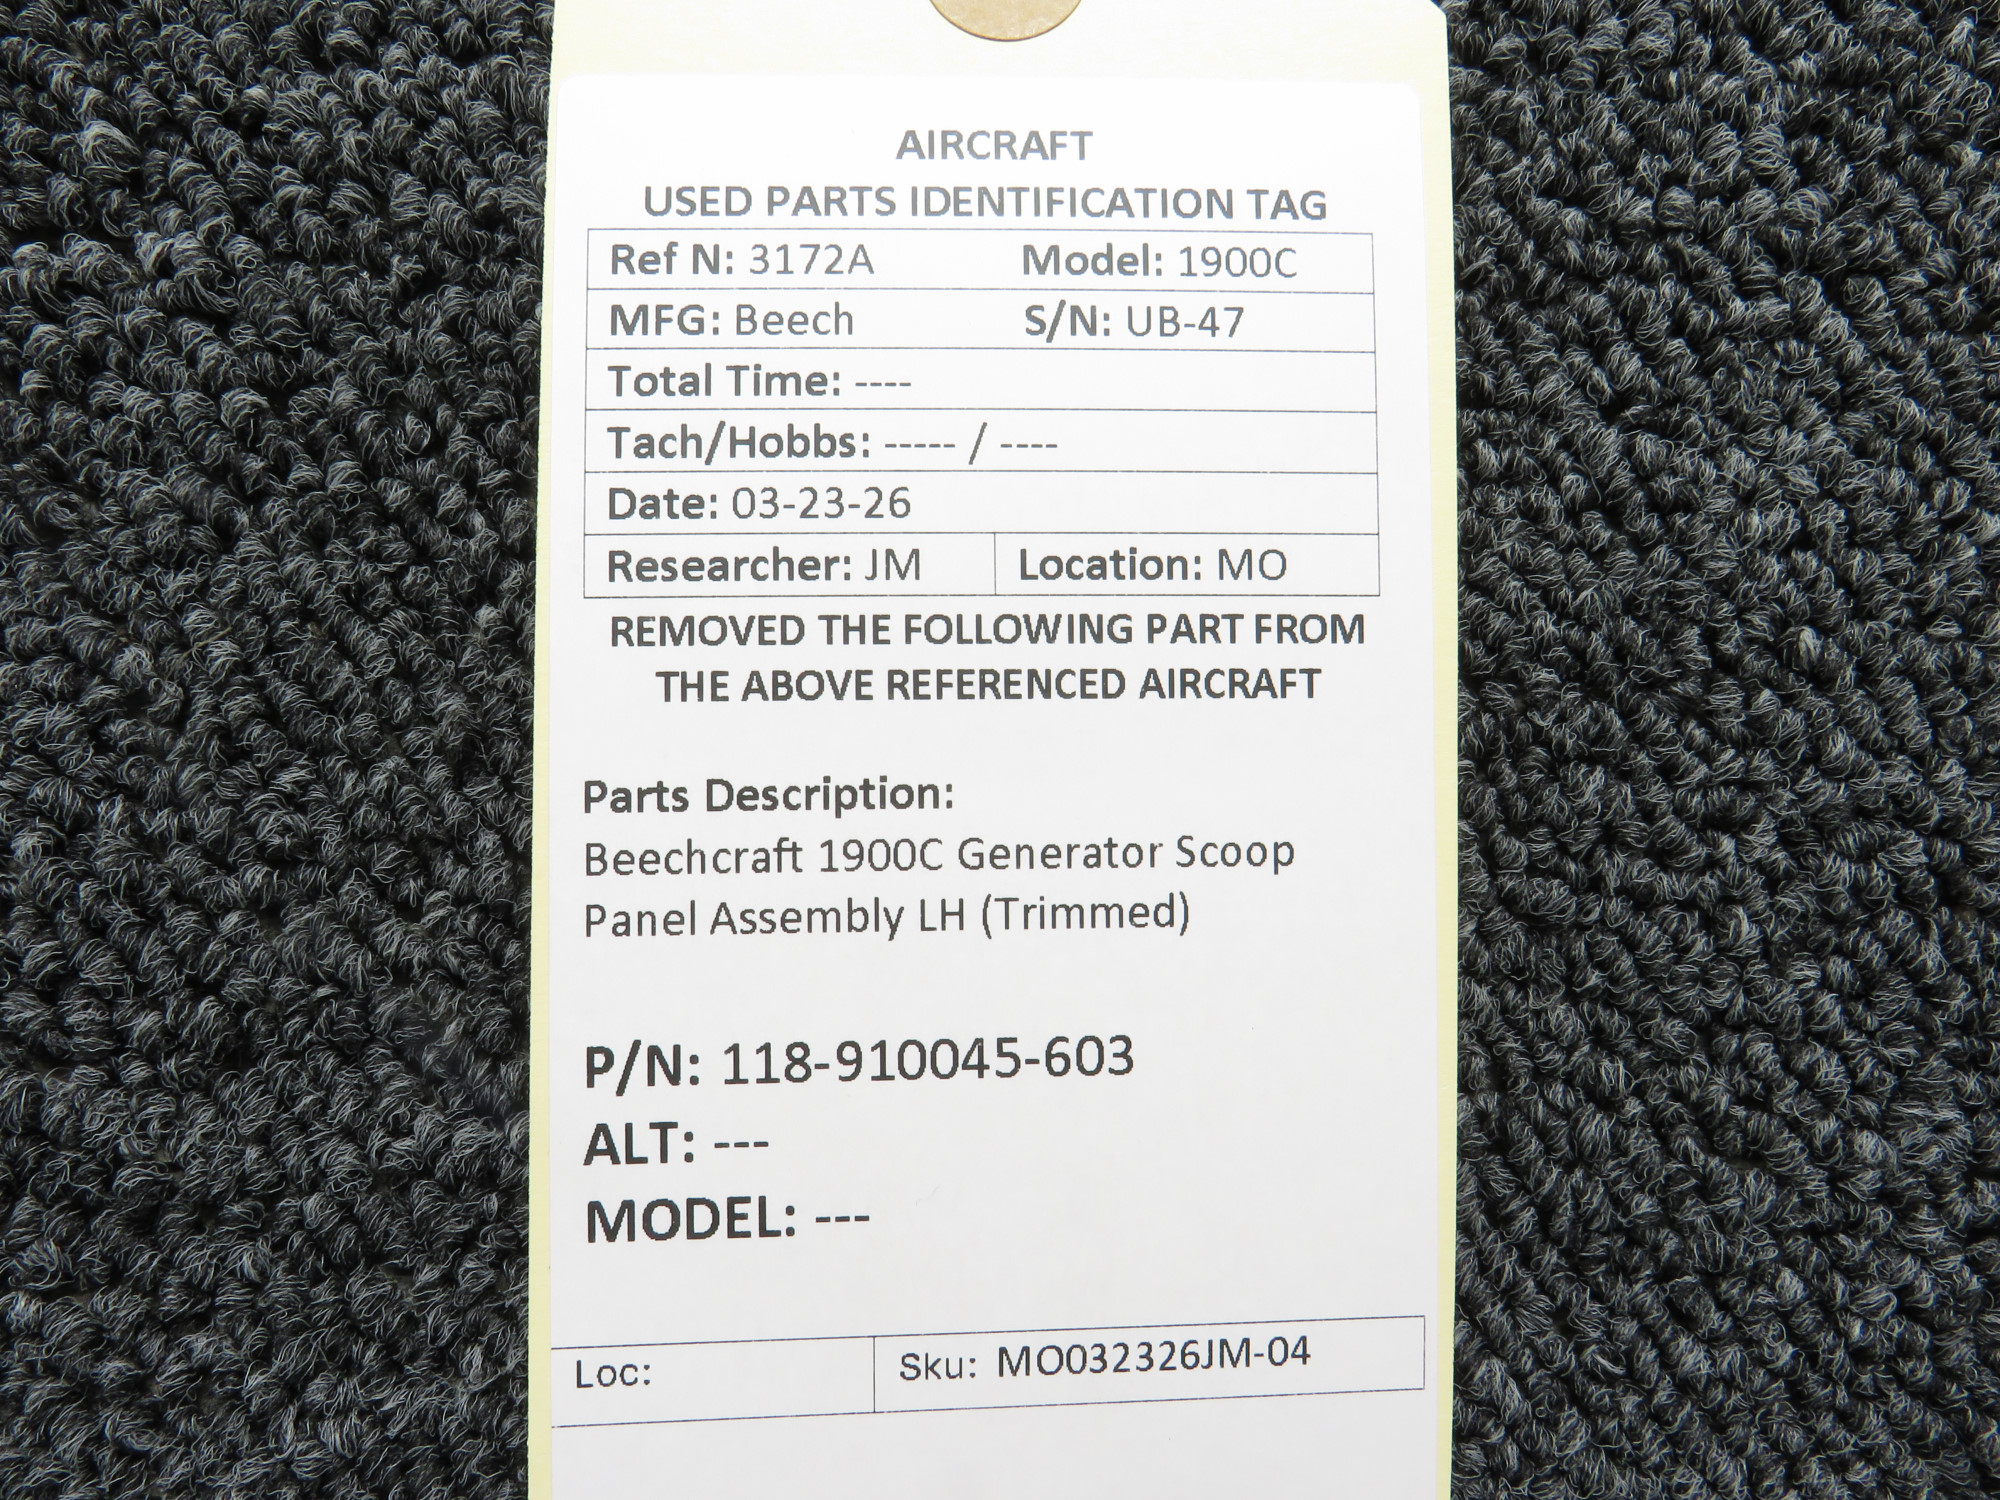 AIRCRAFT
USED PARTS IDENTIFICATION TAG
Ref N: 3172A Model: 1900C
MFG: Beech S/N: UB-47
Total Time: ----
Tach/Hobbs: ----- / ----
Date: 03-23-26
Researcher: JM Location: MO
REMOVED THE FOLLOWING PART FROM
THE ABOVE REFERENCED AIRCRAFT
Parts Description:
Beechcraft 1900C Generator Scoop
Panel Assembly LH (Trimmed)
P/N: 118-910045-603
ALT: ---
MODEL: ---
Loc: Sku: MO032326JM-04